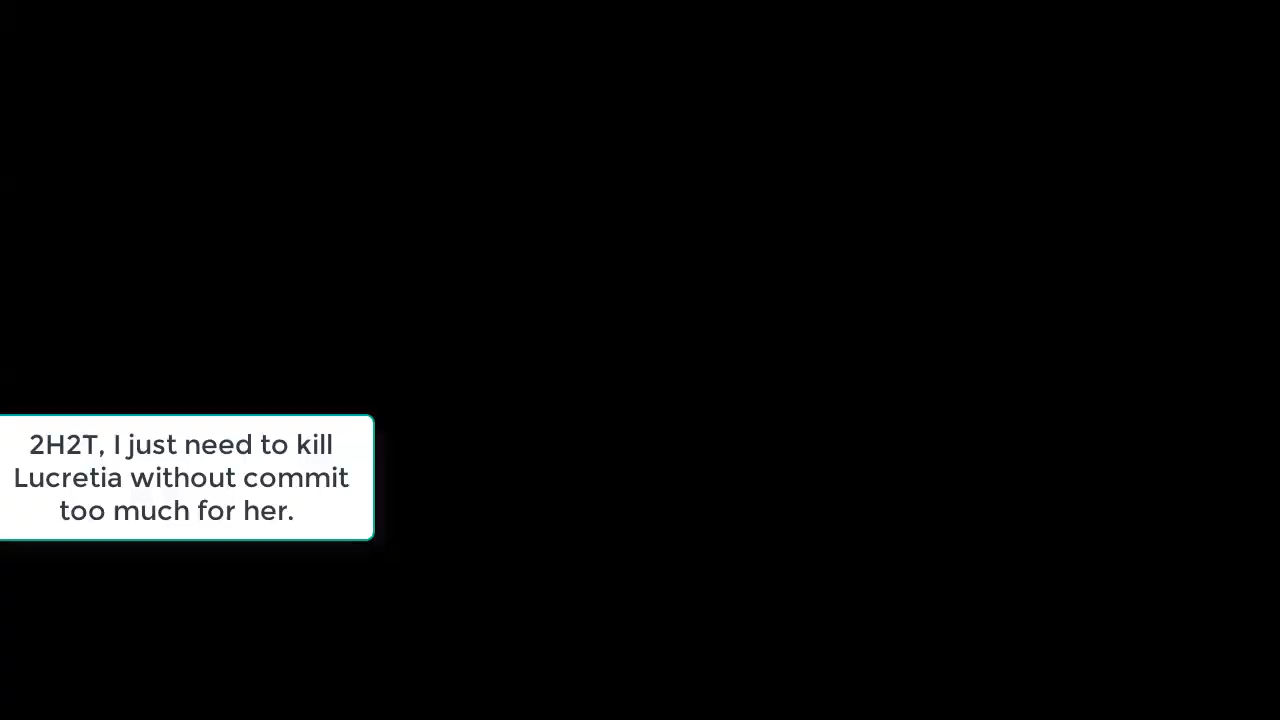 2H2T, I just need to kill
Lucretia without commit
too much for her.